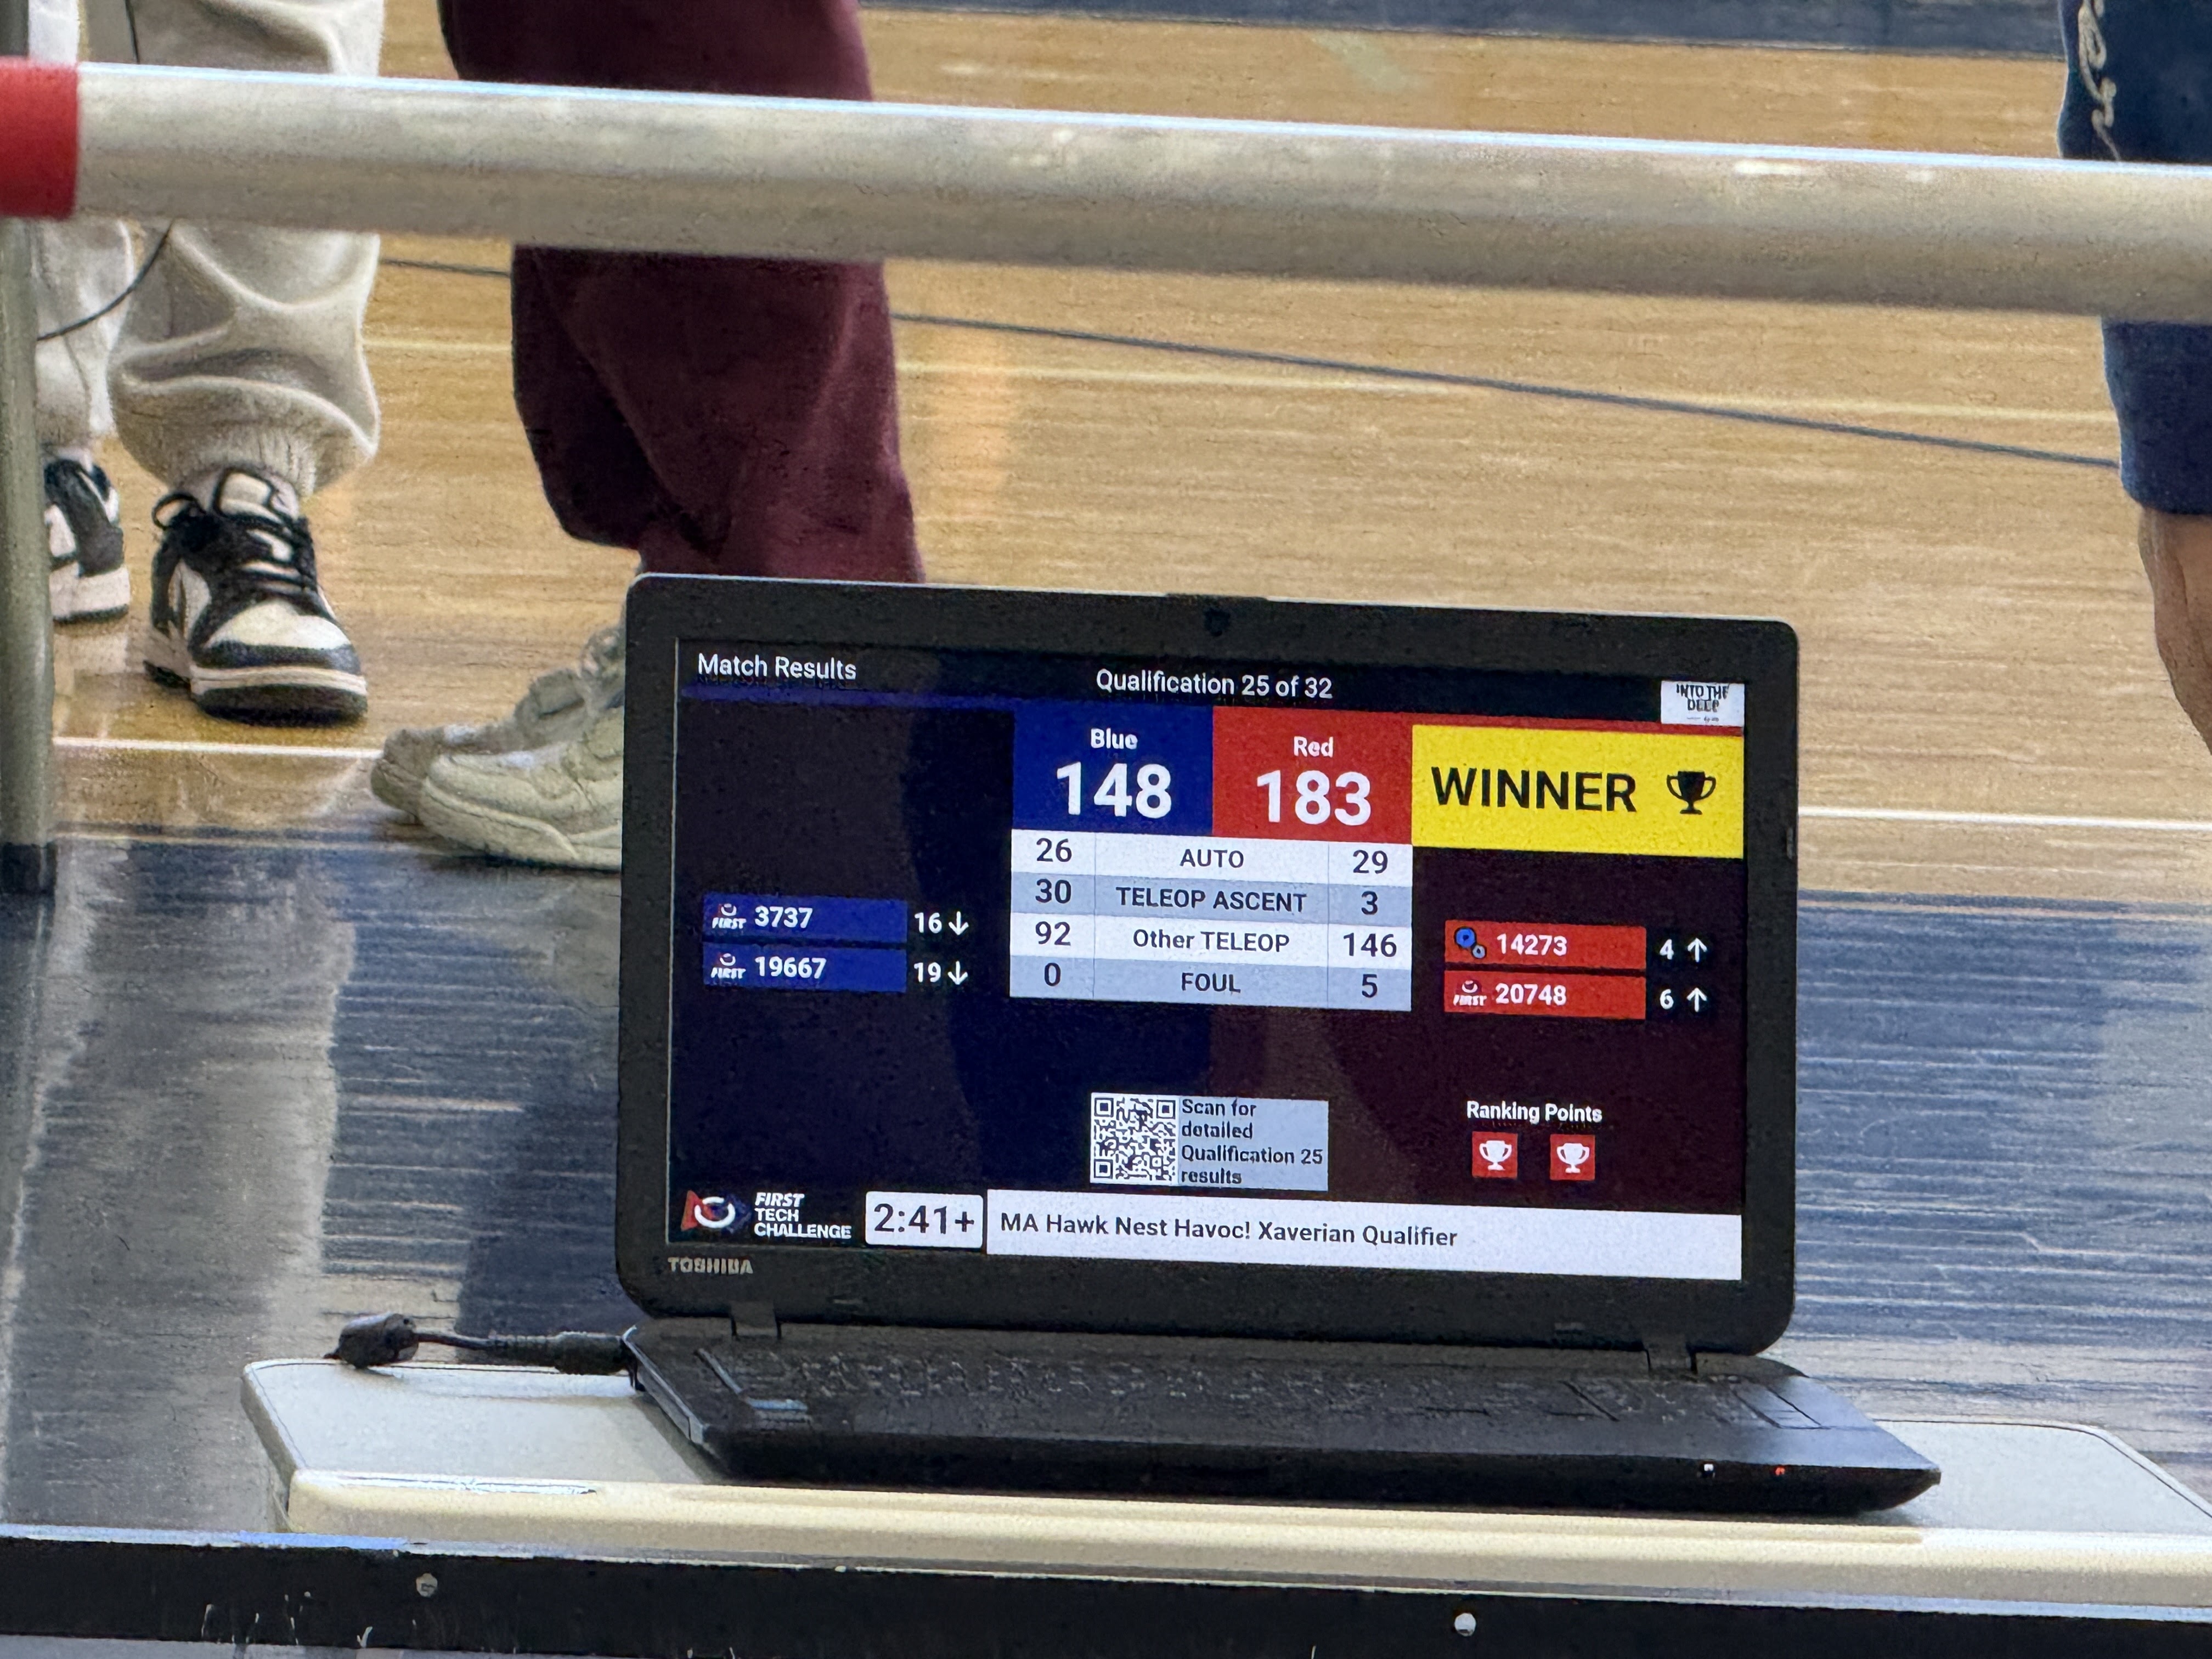 Match Results
Qualification 25 of 32
INTO THE
DEEP
Blue
148
Red
183
WINNER
26 AUTO 29
30 TELEOP ASCENT 3
92 Other TELEOP 146
0 FOUL 5
FIRST 3737 16 ↓
FIRST 19667 19 ↓
14273 4 ↑
FIRST 20748 6 ↑
Scan for
detailed
Qualification 25
results
Ranking Points
FIRST
TECH
CHALLENGE
2:41+
MA Hawk Nest Havoc! Xaverian Qualifier
TOSHIBA